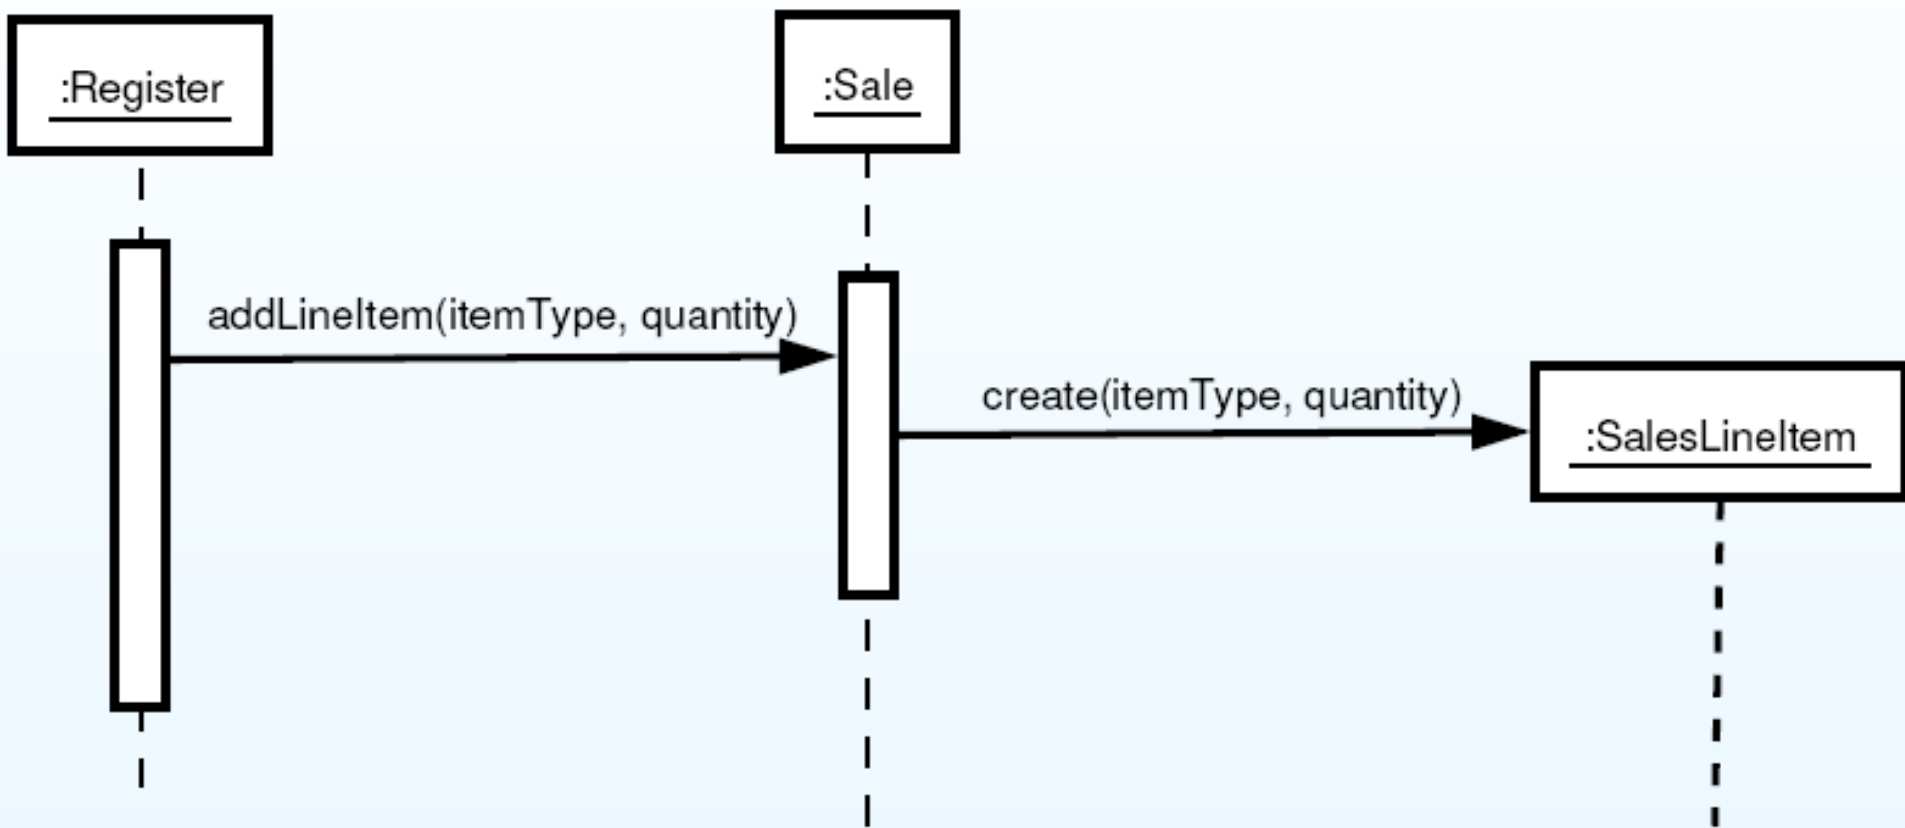 :Register
:Sale
addLineItem(itemType, quantity)
create(itemType, quantity)
:SalesLineItem